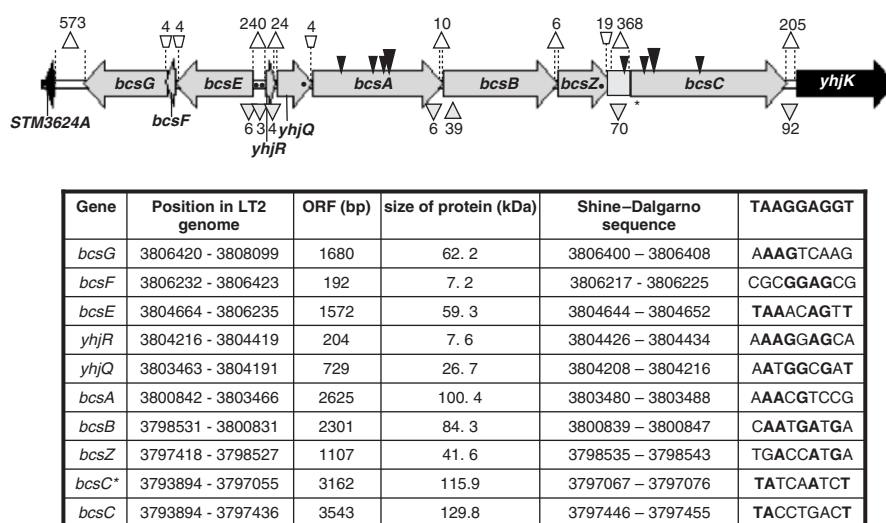 573 4 4 240 24 4 10 6 19 368 205
bcsG bcsE bcsA bcsB bcsZ bcsC yhjK
STM3624A bcsF 6 3 4 yhjQ 6 39 70 * 92
yhjR
Gene Position in LT2 genome ORF (bp) size of protein (kDa) Shine–Dalgarno sequence TAAGGAGGT
bcsG 3806420 - 3808099 1680 62. 2 3806400 – 3806408 AAAGTCAAG
bcsF 3806232 - 3806423 192 7. 2 3806217 - 3806225 CGCGGAGCG
bcsE 3804664 - 3806235 1572 59. 3 3804644 – 3804652 TAAACAGTT
yhjR 3804216 - 3804419 204 7. 6 3804426 – 3804434 AAAGGAGCA
yhjQ 3803463 - 3804191 729 26. 7 3804208 – 3804216 AATGGCGAT
bcsA 3800842 - 3803466 2625 100. 4 3803480 – 3803488 AAACGTCCG
bcsB 3798531 - 3800831 2301 84. 3 3800839 – 3800847 CAATGATGA
bcsZ 3797418 - 3798527 1107 41. 6 3798535 – 3798543 TGACCATGA
bcsC* 3793894 - 3797055 3162 115.9 3797067 – 3797076 TATCAATCT
bcsC 3793894 - 3797436 3543 129.8 3797446 – 3797455 TACCTGACT